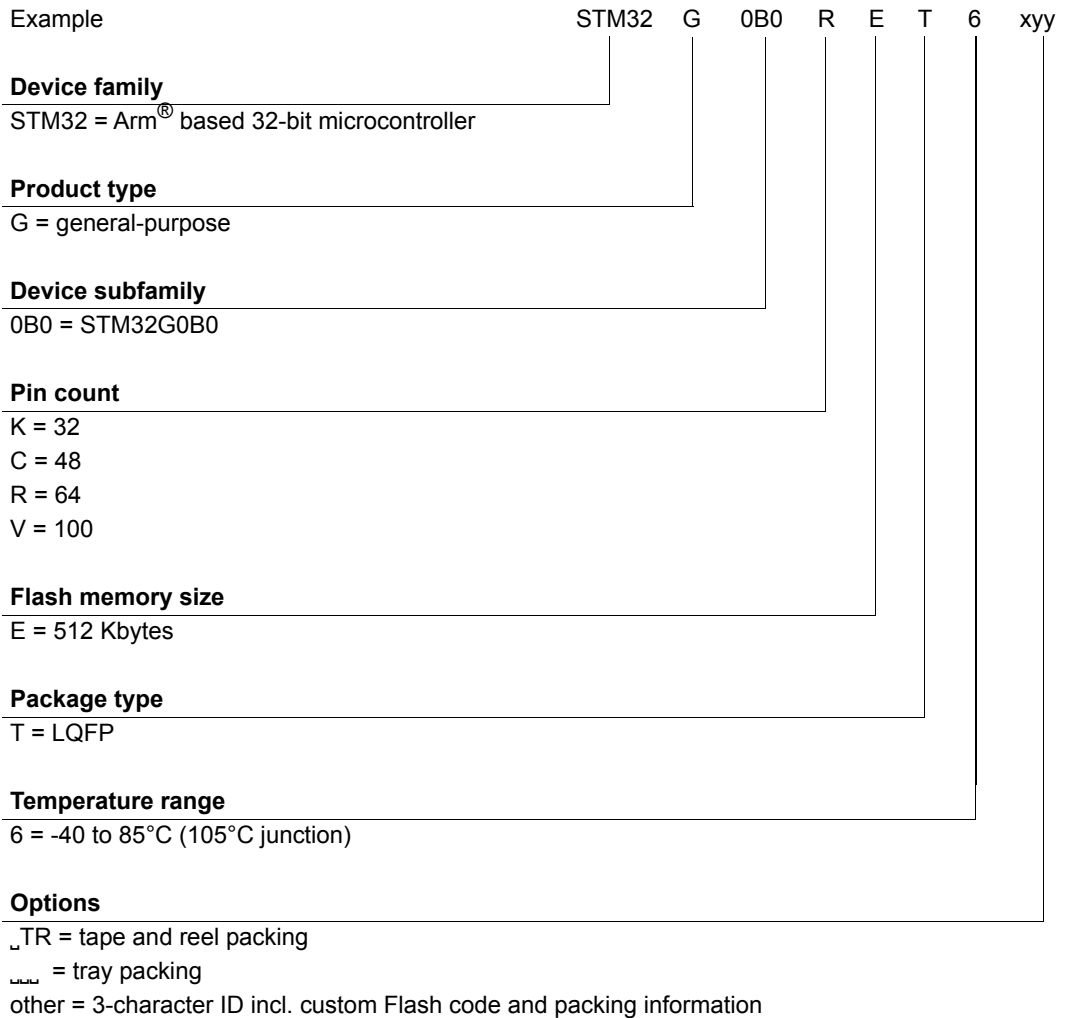 Example STM32 G 0B0 R E T 6 xyy
Device family
STM32 = Arm® based 32-bit microcontroller
Product type
G = general-purpose
Device subfamily
0B0 = STM32G0B0
Pin count
K = 32
C = 48
R = 64
V = 100
Flash memory size
E = 512 Kbytes
Package type
T = LQFP
Temperature range
6 = -40 to 85°C (105°C junction)
Options
␣TR = tape and reel packing
␣␣␣ = tray packing
other = 3-character ID incl. custom Flash code and packing information